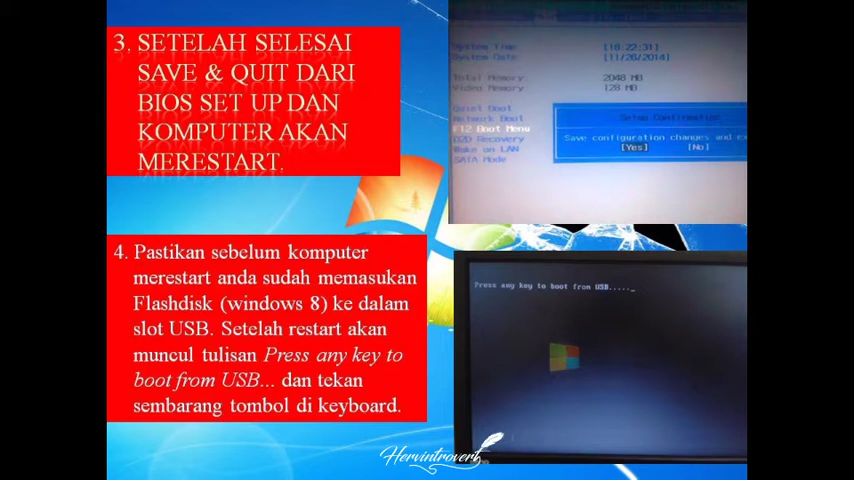 3. SETELAH SELESAI
SAVE & QUIT DARI
BIOS SET UP DAN
KOMPUTER AKAN
MERESTART.
System Time [18:22:31]
System Date [11/26/2014]
Total Memory 2048 MB
Video Memory 128 MB
Quiet Boot
Network Boot
F12 Boot Menu
D2D Recovery
Wake on LAN
SATA Mode
Setup Confirmation
Save configuration changes and
[Yes] [No]
4. Pastikan sebelum komputer
merestart anda sudah memasukan
Flashdisk (windows 8) ke dalam
slot USB. Setelah restart akan
muncul tulisan Press any key to
boot from USB... dan tekan
sembarang tombol di keyboard.
Press any key to boot from USB....._
Hervintrovert